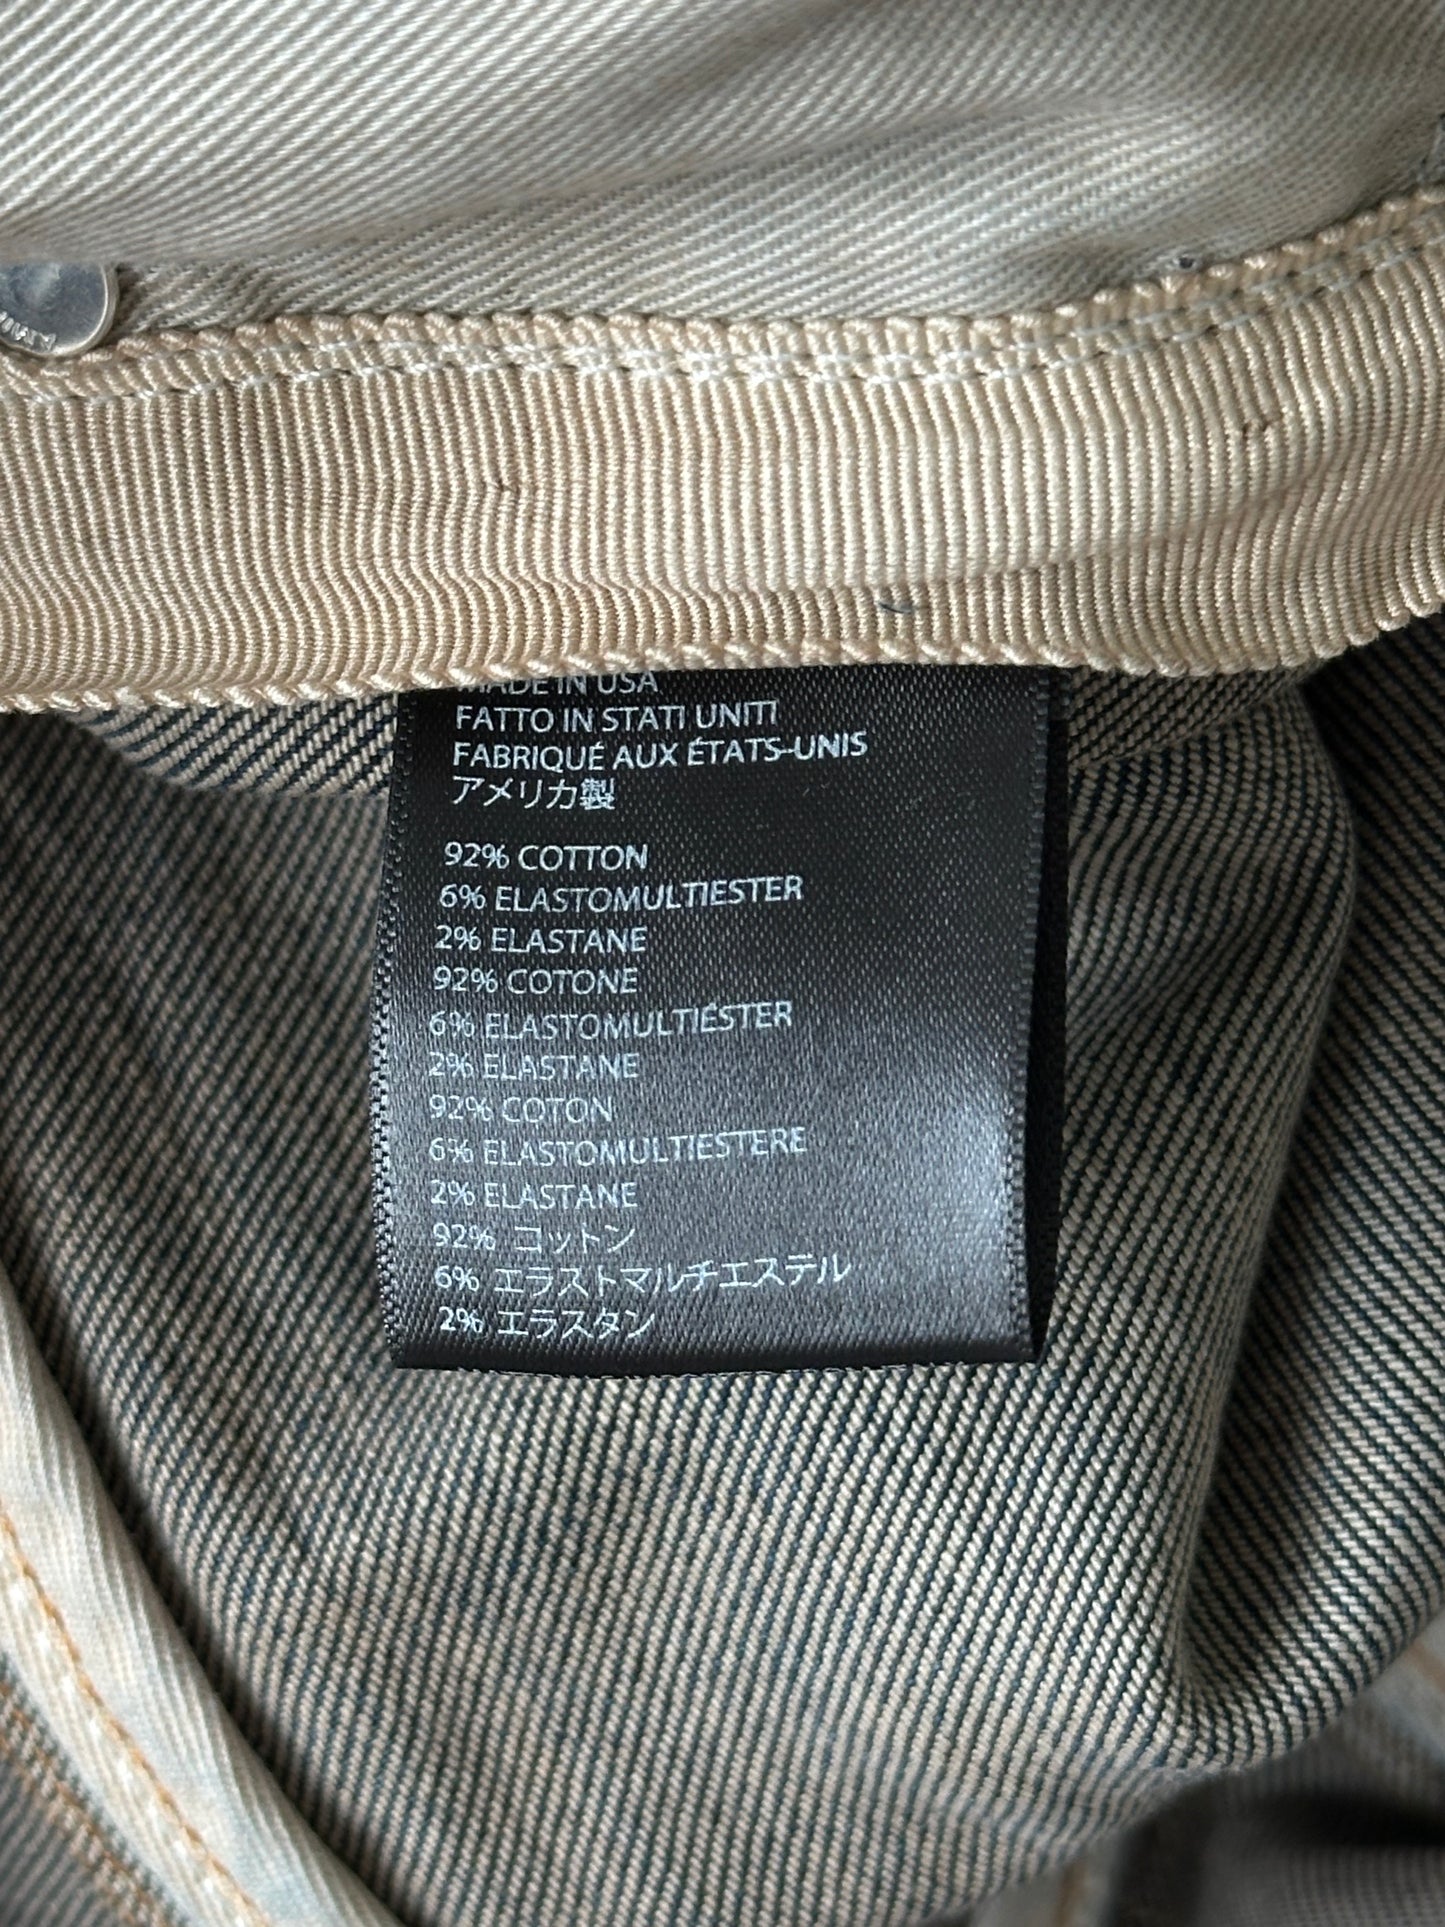 MADE IN USA
FATTO IN STATI UNITI
FABRIQUÉ AUX ÉTATS-UNIS
アメリカ製
92% COTTON
6% ELASTOMULTIESTER
2% ELASTANE
92% COTONE
6% ELASTOMULTIÉSTER
2% ELASTANE
92% COTON
6% ELASTOMULTIESTERE
2% ELASTANE
92% コットン
6% エラストマルチエステル
2% エラスタン